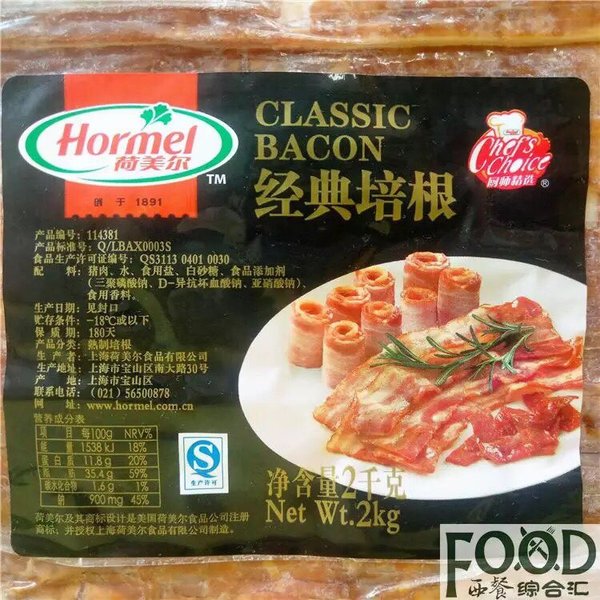 Hormel
荷美尔
TM
创于1891
CLASSIC
BACON
经典培根
Chef's
Choice
厨师精选
®
产品编号：114381
产品标准号：Q/LBAX0003S
食品生产许可证编号：QS3113 0401 0030
配 料：猪肉、水、食用盐、白砂糖、食品添加剂
（三聚磷酸钠、D-异抗坏血酸钠、亚硝酸钠）、
食用香料。
生产日期：见封口
贮存条件：-18℃或以下
保 质 期：180天
产品分类：熟制培根
生 产 者：上海荷美尔食品有限公司
生产地址：上海市宝山区南大路30号
产 地：上海市宝山区
联系电话：（021）56500878
网 址：www.hormel.com.cn
营养成分表
项 目 每100g NRV%
能 量 1538 kJ 18%
蛋 白 质 11.8 g 20%
脂 肪 35.4 g 59%
碳水化合物 1.6 g 1%
钠 900 mg 45%
生产许可
净含量2千克
Net Wt.2kg
荷美尔及其商标设计是美国荷美尔食品公司注册
商标，并授权上海荷美尔食品有限公司制造。
FOOD
西餐综合汇